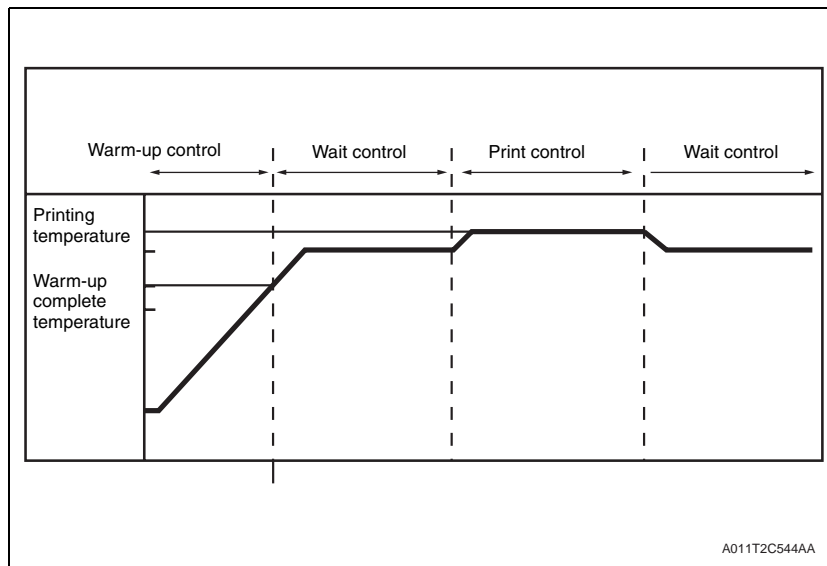 Warm-up control
Wait control
Print control
Wait control
Printing
temperature
Warm-up
complete
temperature
A011T2C544AA